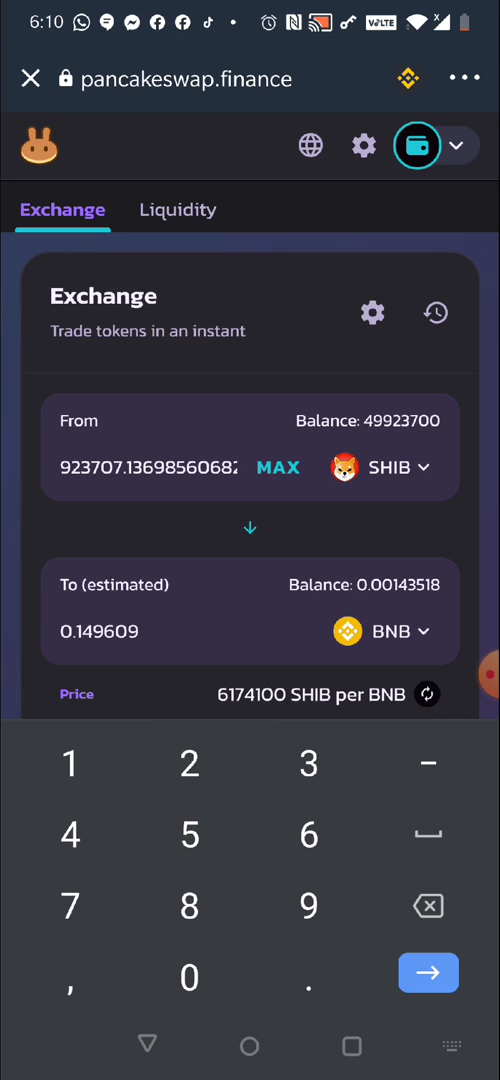 6:10 VoLTE
pancakeswap.finance
Exchange Liquidity
Exchange
Trade tokens in an instant
From Balance: 49923700
923707.1369856068 MAX SHIB
To (estimated) Balance: 0.00143518
0.149609 BNB
Price 6174100 SHIB per BNB
1 2 3 -
4 5 6
7 8 9
, 0 .